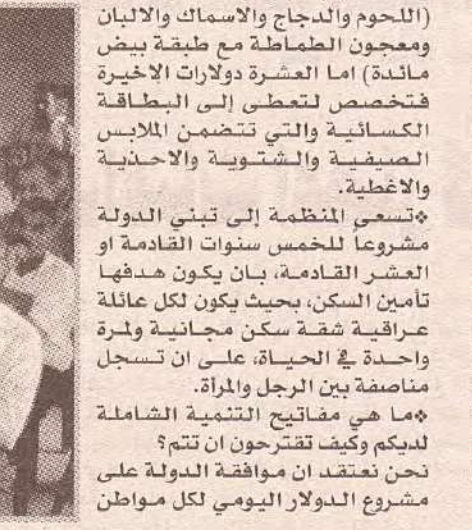 (اللحوم والدجاج والاسماك والالبان
ومعجون الطماطة مع طبقة بيض
مائدة) اما العشرة دولارات الاخيرة
فتخصص لتعطى إلى البطاقة
الكسائية والتي تتضمن الملابس
الصيفية والشتوية والاحذية
والاغطية.
❖تسعى المنظمة إلى تبني الدولة
مشروعاً للخمس سنوات القادمة او
العشر القادمة، بان يكون هدفها
تأمين السكن، بحيث يكون لكل عائلة
عراقية شقة سكن مجانية ولمرة
واحدة في الحياة، على ان تسجل
مناصفة بين الرجل والمرأة.
❖ما هي مفاتيح التنمية الشاملة
لديكم وكيف تقترحون ان تتم؟
نحن نعتقد ان موافقة الدولة على
مشروع الدولار اليومي لكل مواطن